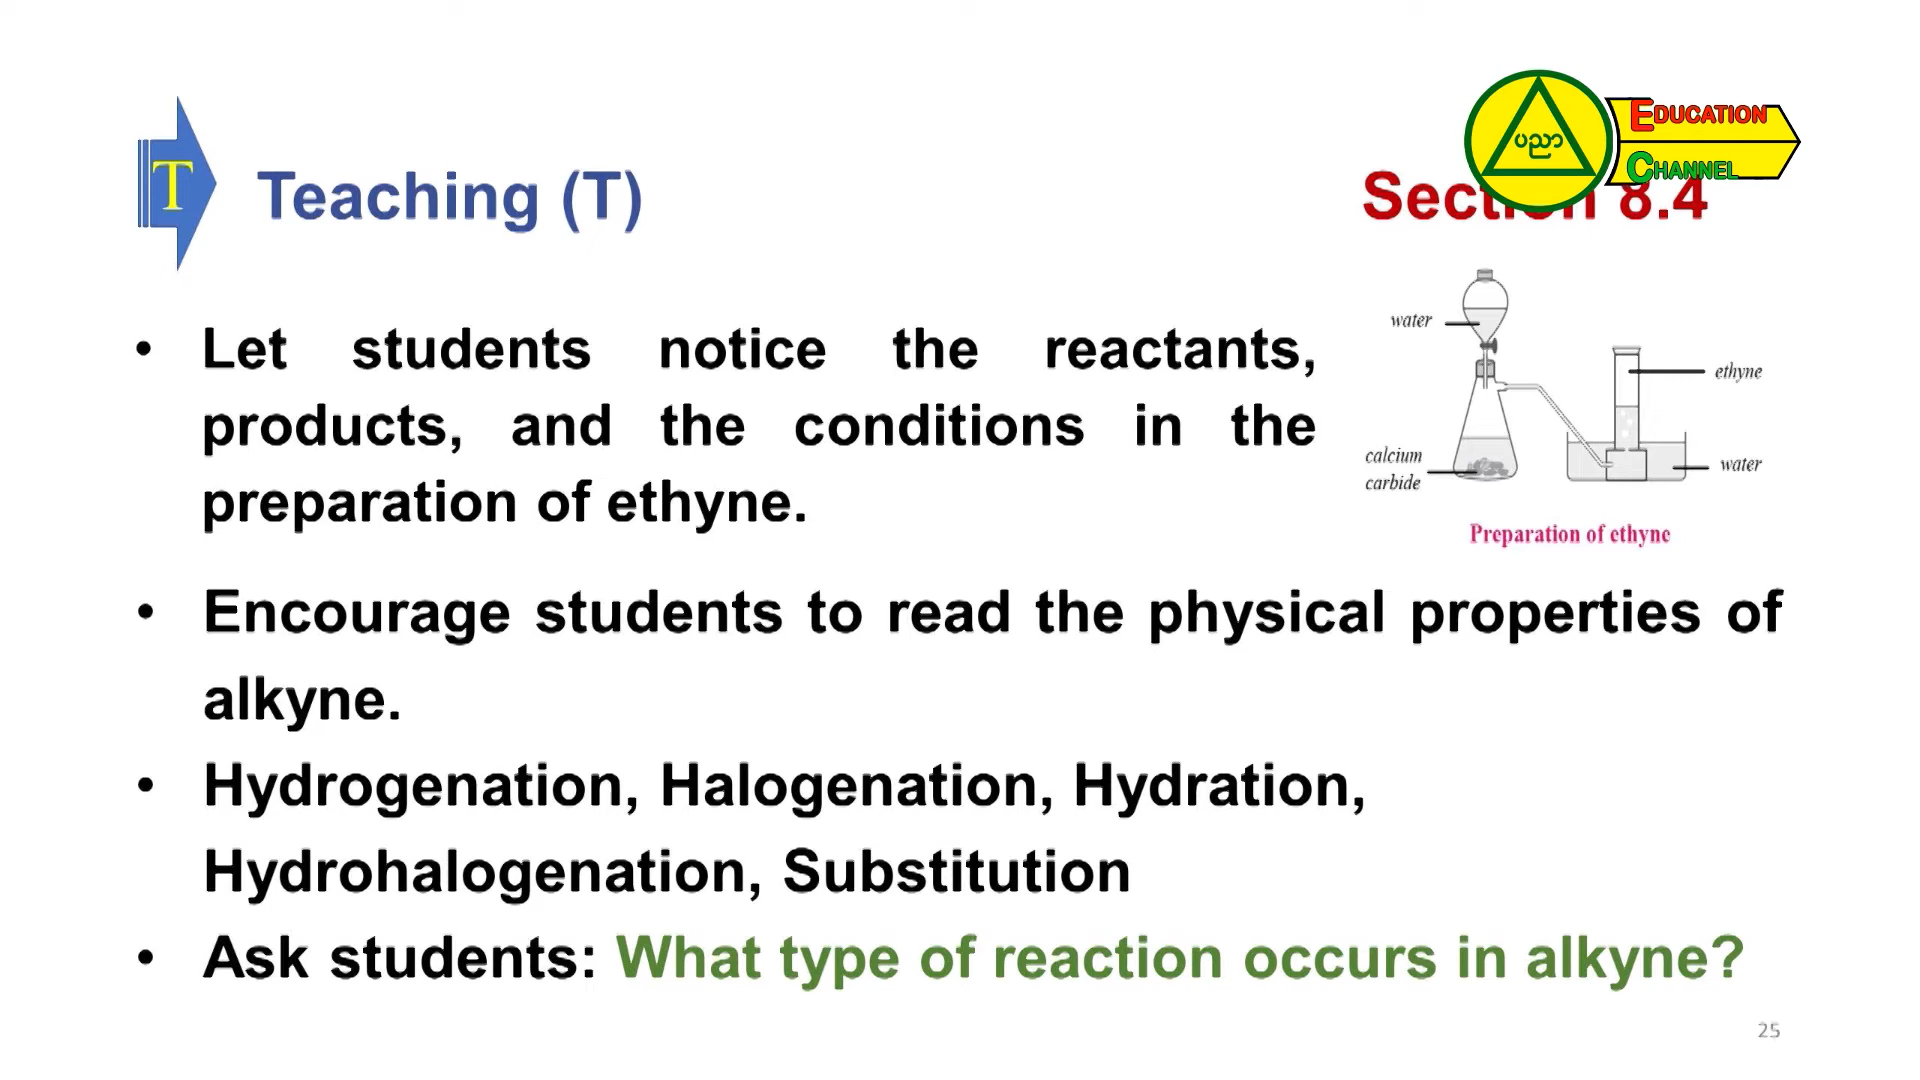 ပညာ
EDUCATION
CHANNEL
T
Teaching (T)
Section 8.4
• Let students notice the reactants,
products, and the conditions in the
preparation of ethyne.
water
ethyne
calcium
carbide
water
Preparation of ethyne
• Encourage students to read the physical properties of
alkyne.
• Hydrogenation, Halogenation, Hydration,
Hydrohalogenation, Substitution
• Ask students: What type of reaction occurs in alkyne?
25